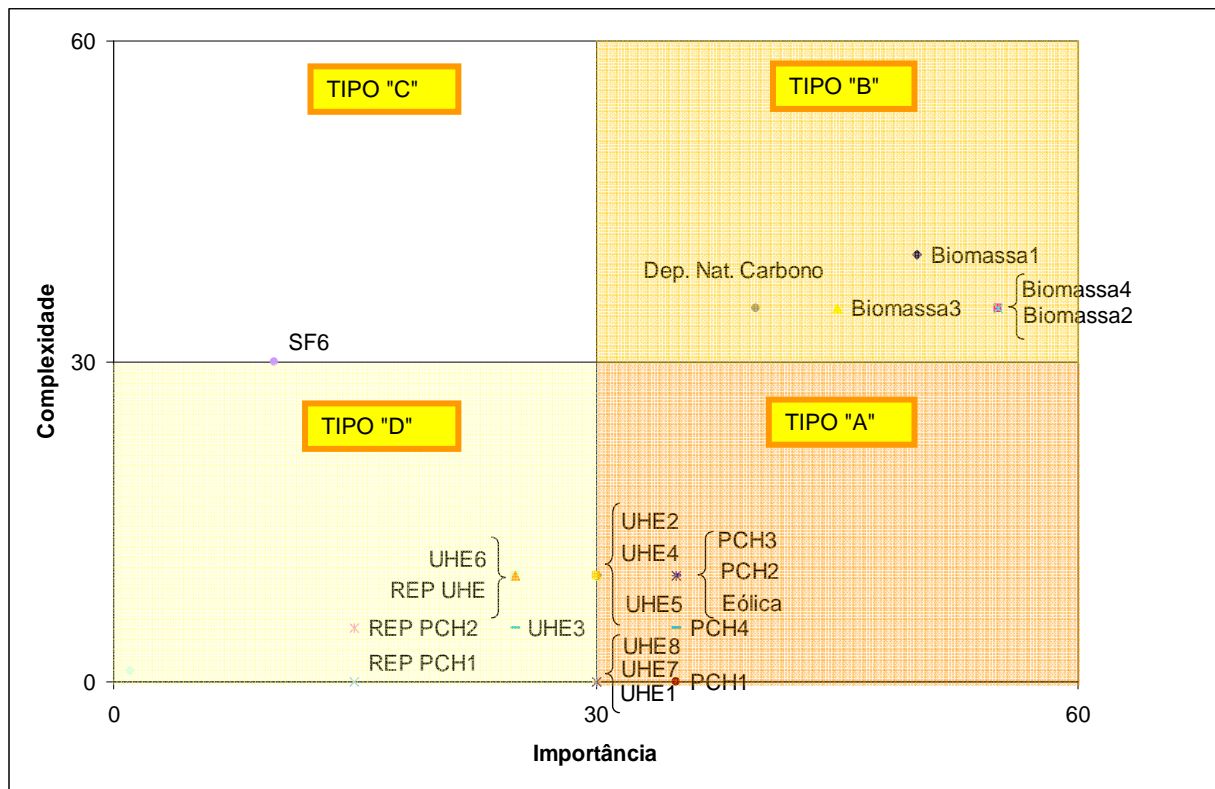 60
TIPO "C"
TIPO "B"
Biomassa1
Dep. Nat. Carbono
Biomassa4
Biomassa3
Biomassa2
Complexidade
SF6
30
TIPO "D"
TIPO "A"
UHE2
PCH3
UHE6
UHE4
PCH2
REP UHE
UHE5
Eólica
REP PCH2
UHE3
PCH4
UHE8
REP PCH1
UHE7
PCH1
0
UHE1
0
30
60
Importância